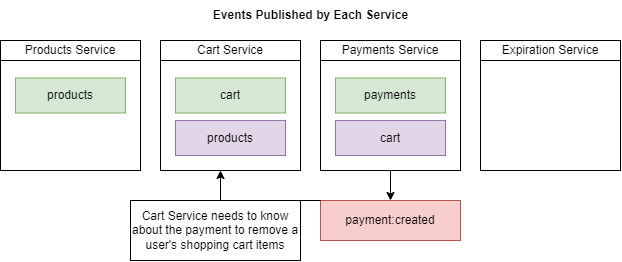 Events Published by Each Service
Products Service
Cart Service
Payments Service
Expiration Service
products
cart
payments
products
cart
Cart Service needs to know
about the payment to remove a
user's shopping cart items
payment:created